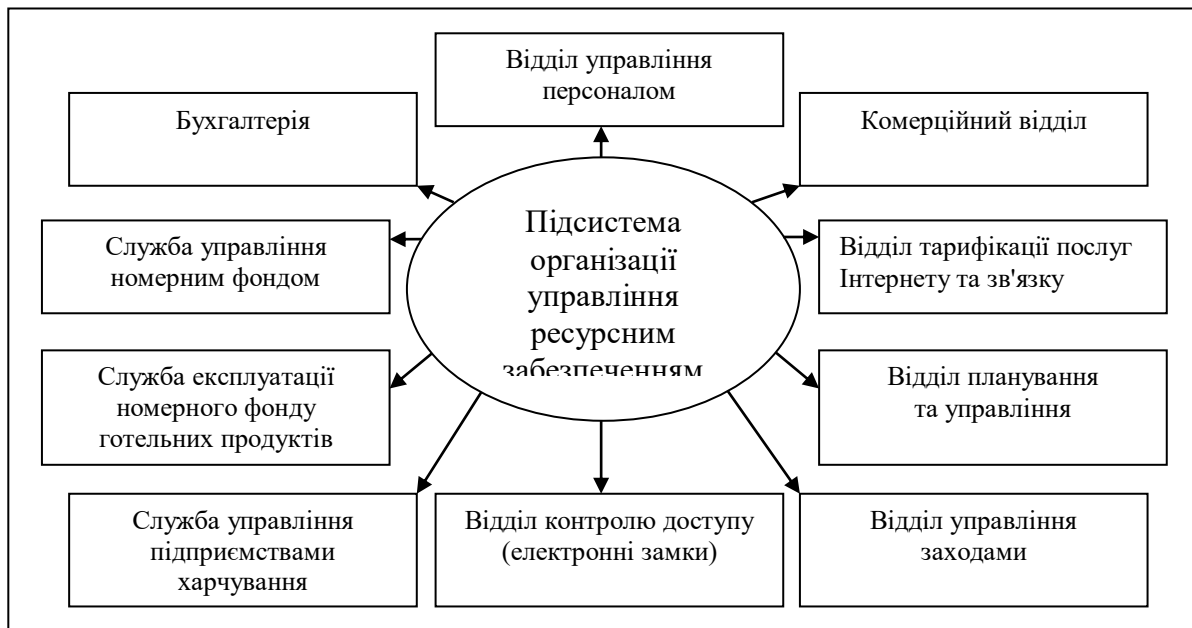 Відділ управління
персоналом
Бухгалтерія
Комерційний відділ
Підсистема
організації
управління
ресурсним
забезпеченням
Служба управління
номерним фондом
Відділ тарифікації послуг
Інтернету та зв'язку
Служба експлуатації
номерного фонду
готельних продуктів
Відділ планування
та управління
Служба управління
підприємствами
харчування
Відділ контролю доступу
(електронні замки)
Відділ управління
заходами